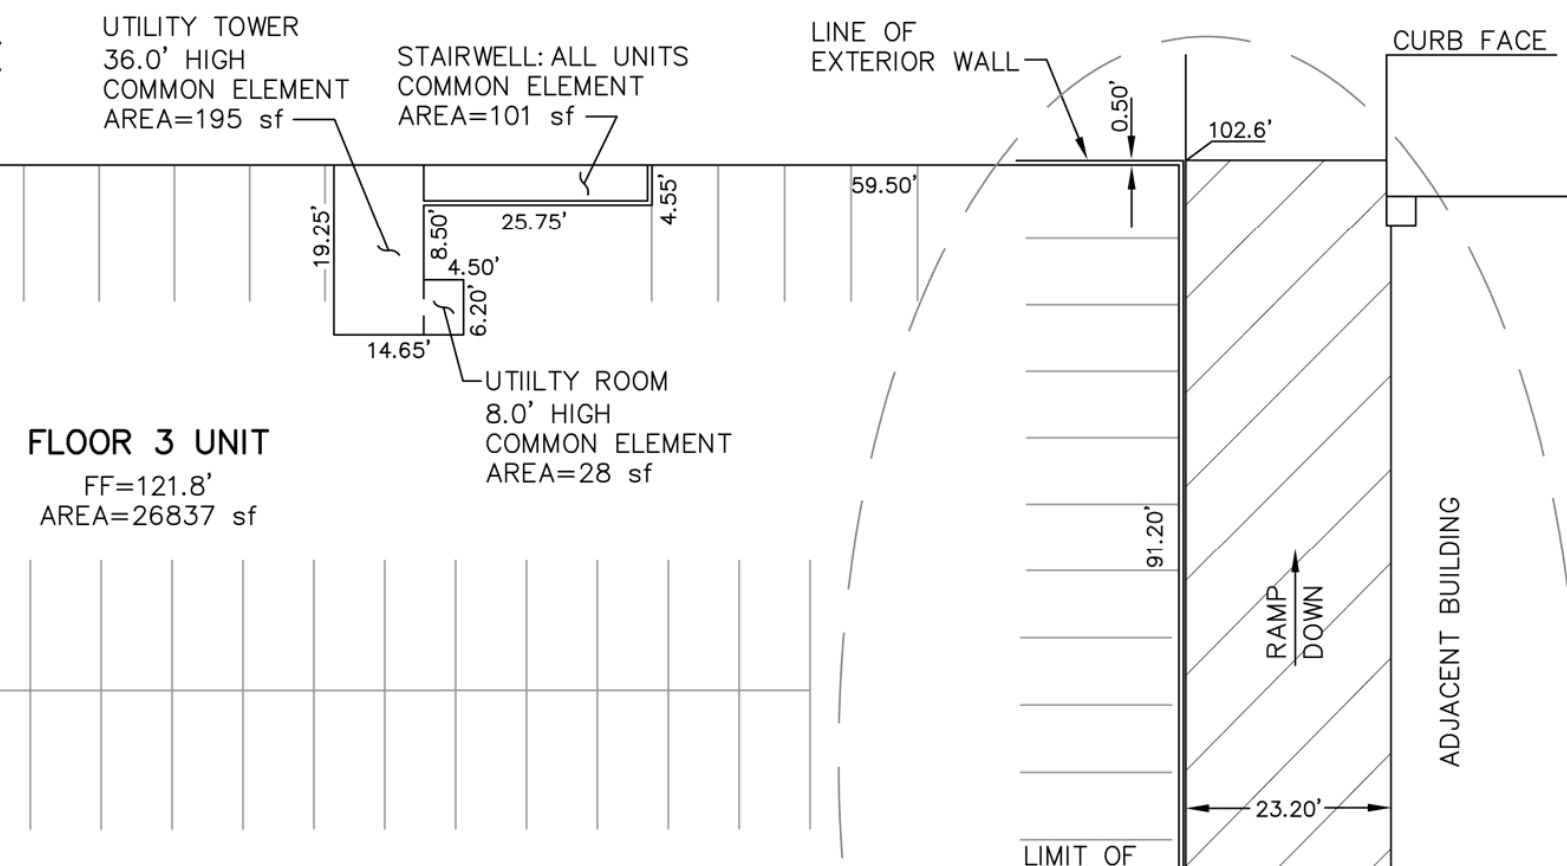 UTILITY TOWER
36.0' HIGH
COMMON ELEMENT
AREA=195 sf
STAIRWELL: ALL UNITS
COMMON ELEMENT
AREA=101 sf
LINE OF
EXTERIOR WALL
0.50'
102.6'
CURB FACE
19.25'
8.50'
25.75'
4.55'
59.50'
4.50'
6.20'
14.65'
UTIILTY ROOM
8.0' HIGH
COMMON ELEMENT
AREA=28 sf
FLOOR 3 UNIT
FF=121.8'
AREA=26837 sf
91.20'
RAMP
DOWN
ADJACENT BUILDING
23.20'
LIMIT OF